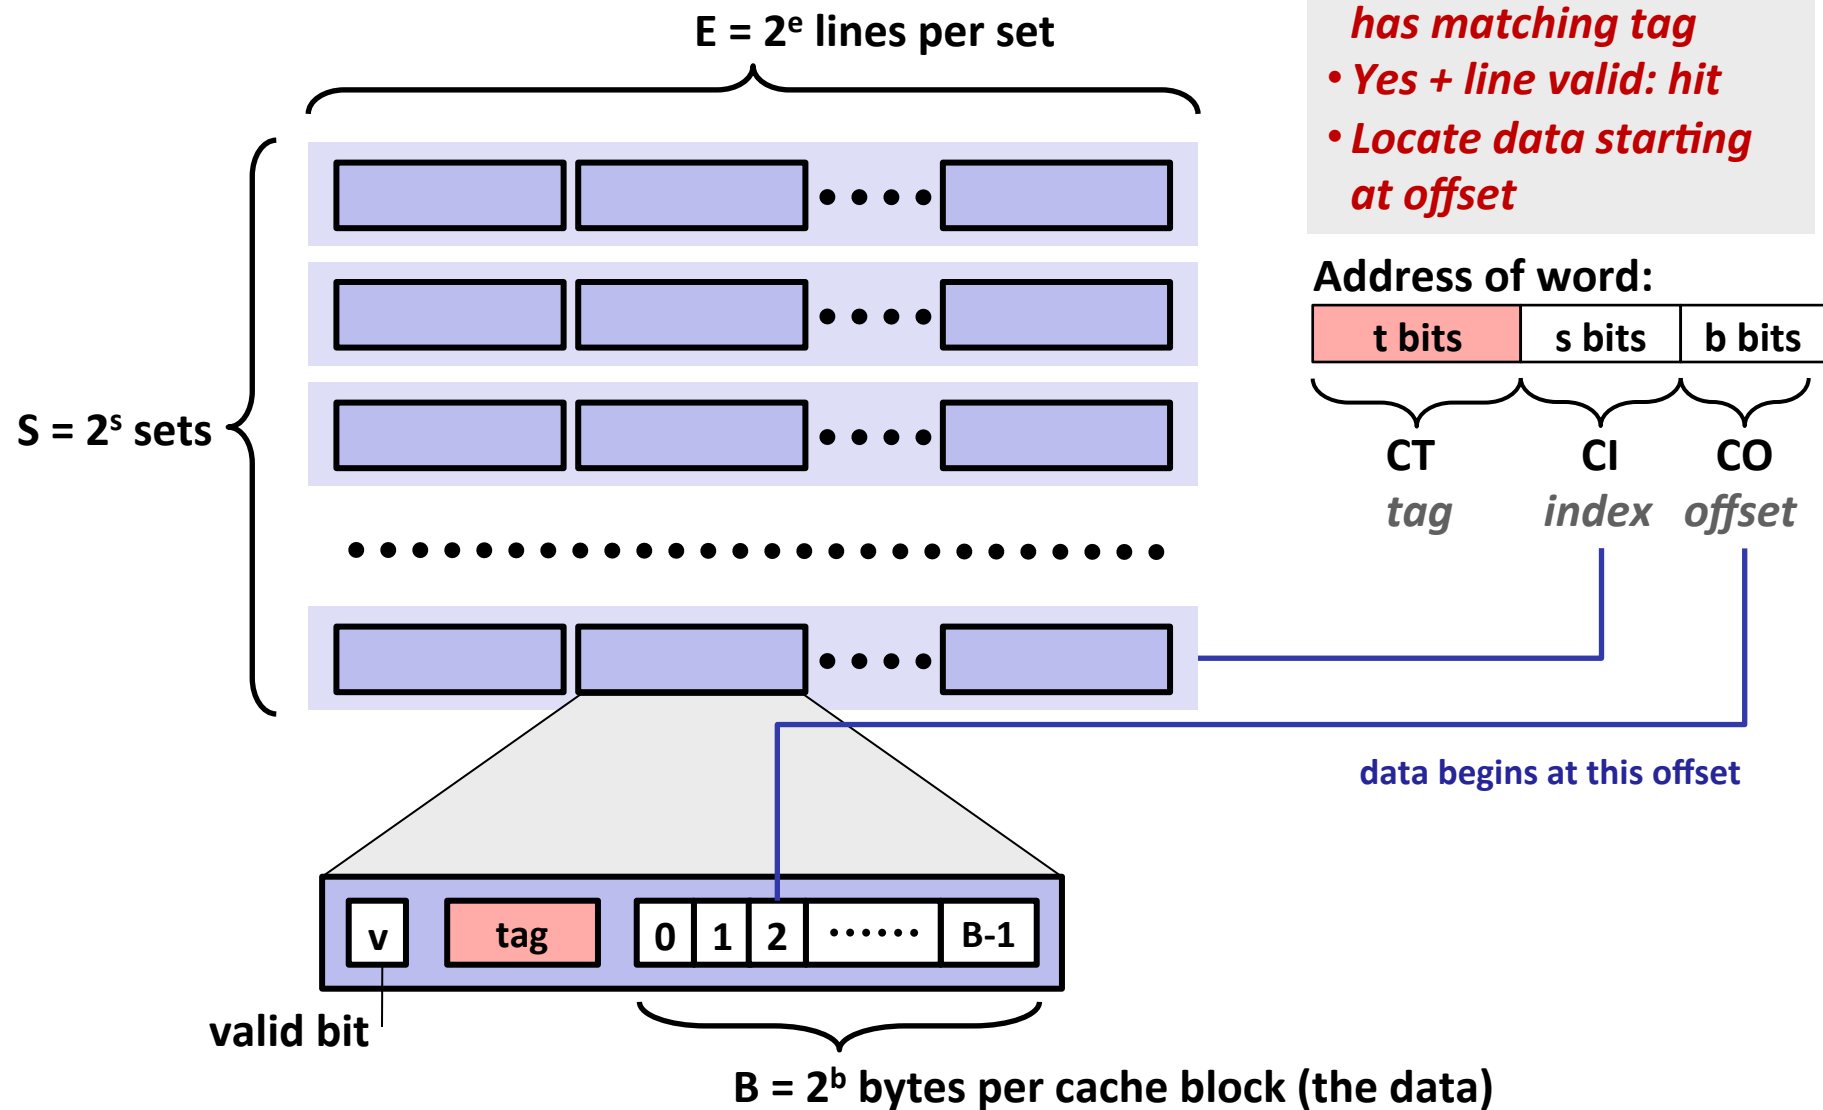 E = 2ᵉ lines per set
has matching tag
• Yes + line valid: hit
• Locate data starting
at offset
Address of word:
t bits s bits b bits
S = 2ˢ sets
CT CI CO
tag index offset
data begins at this offset
v tag 0 1 2 ······ B-1
valid bit
B = 2ᵇ bytes per cache block (the data)